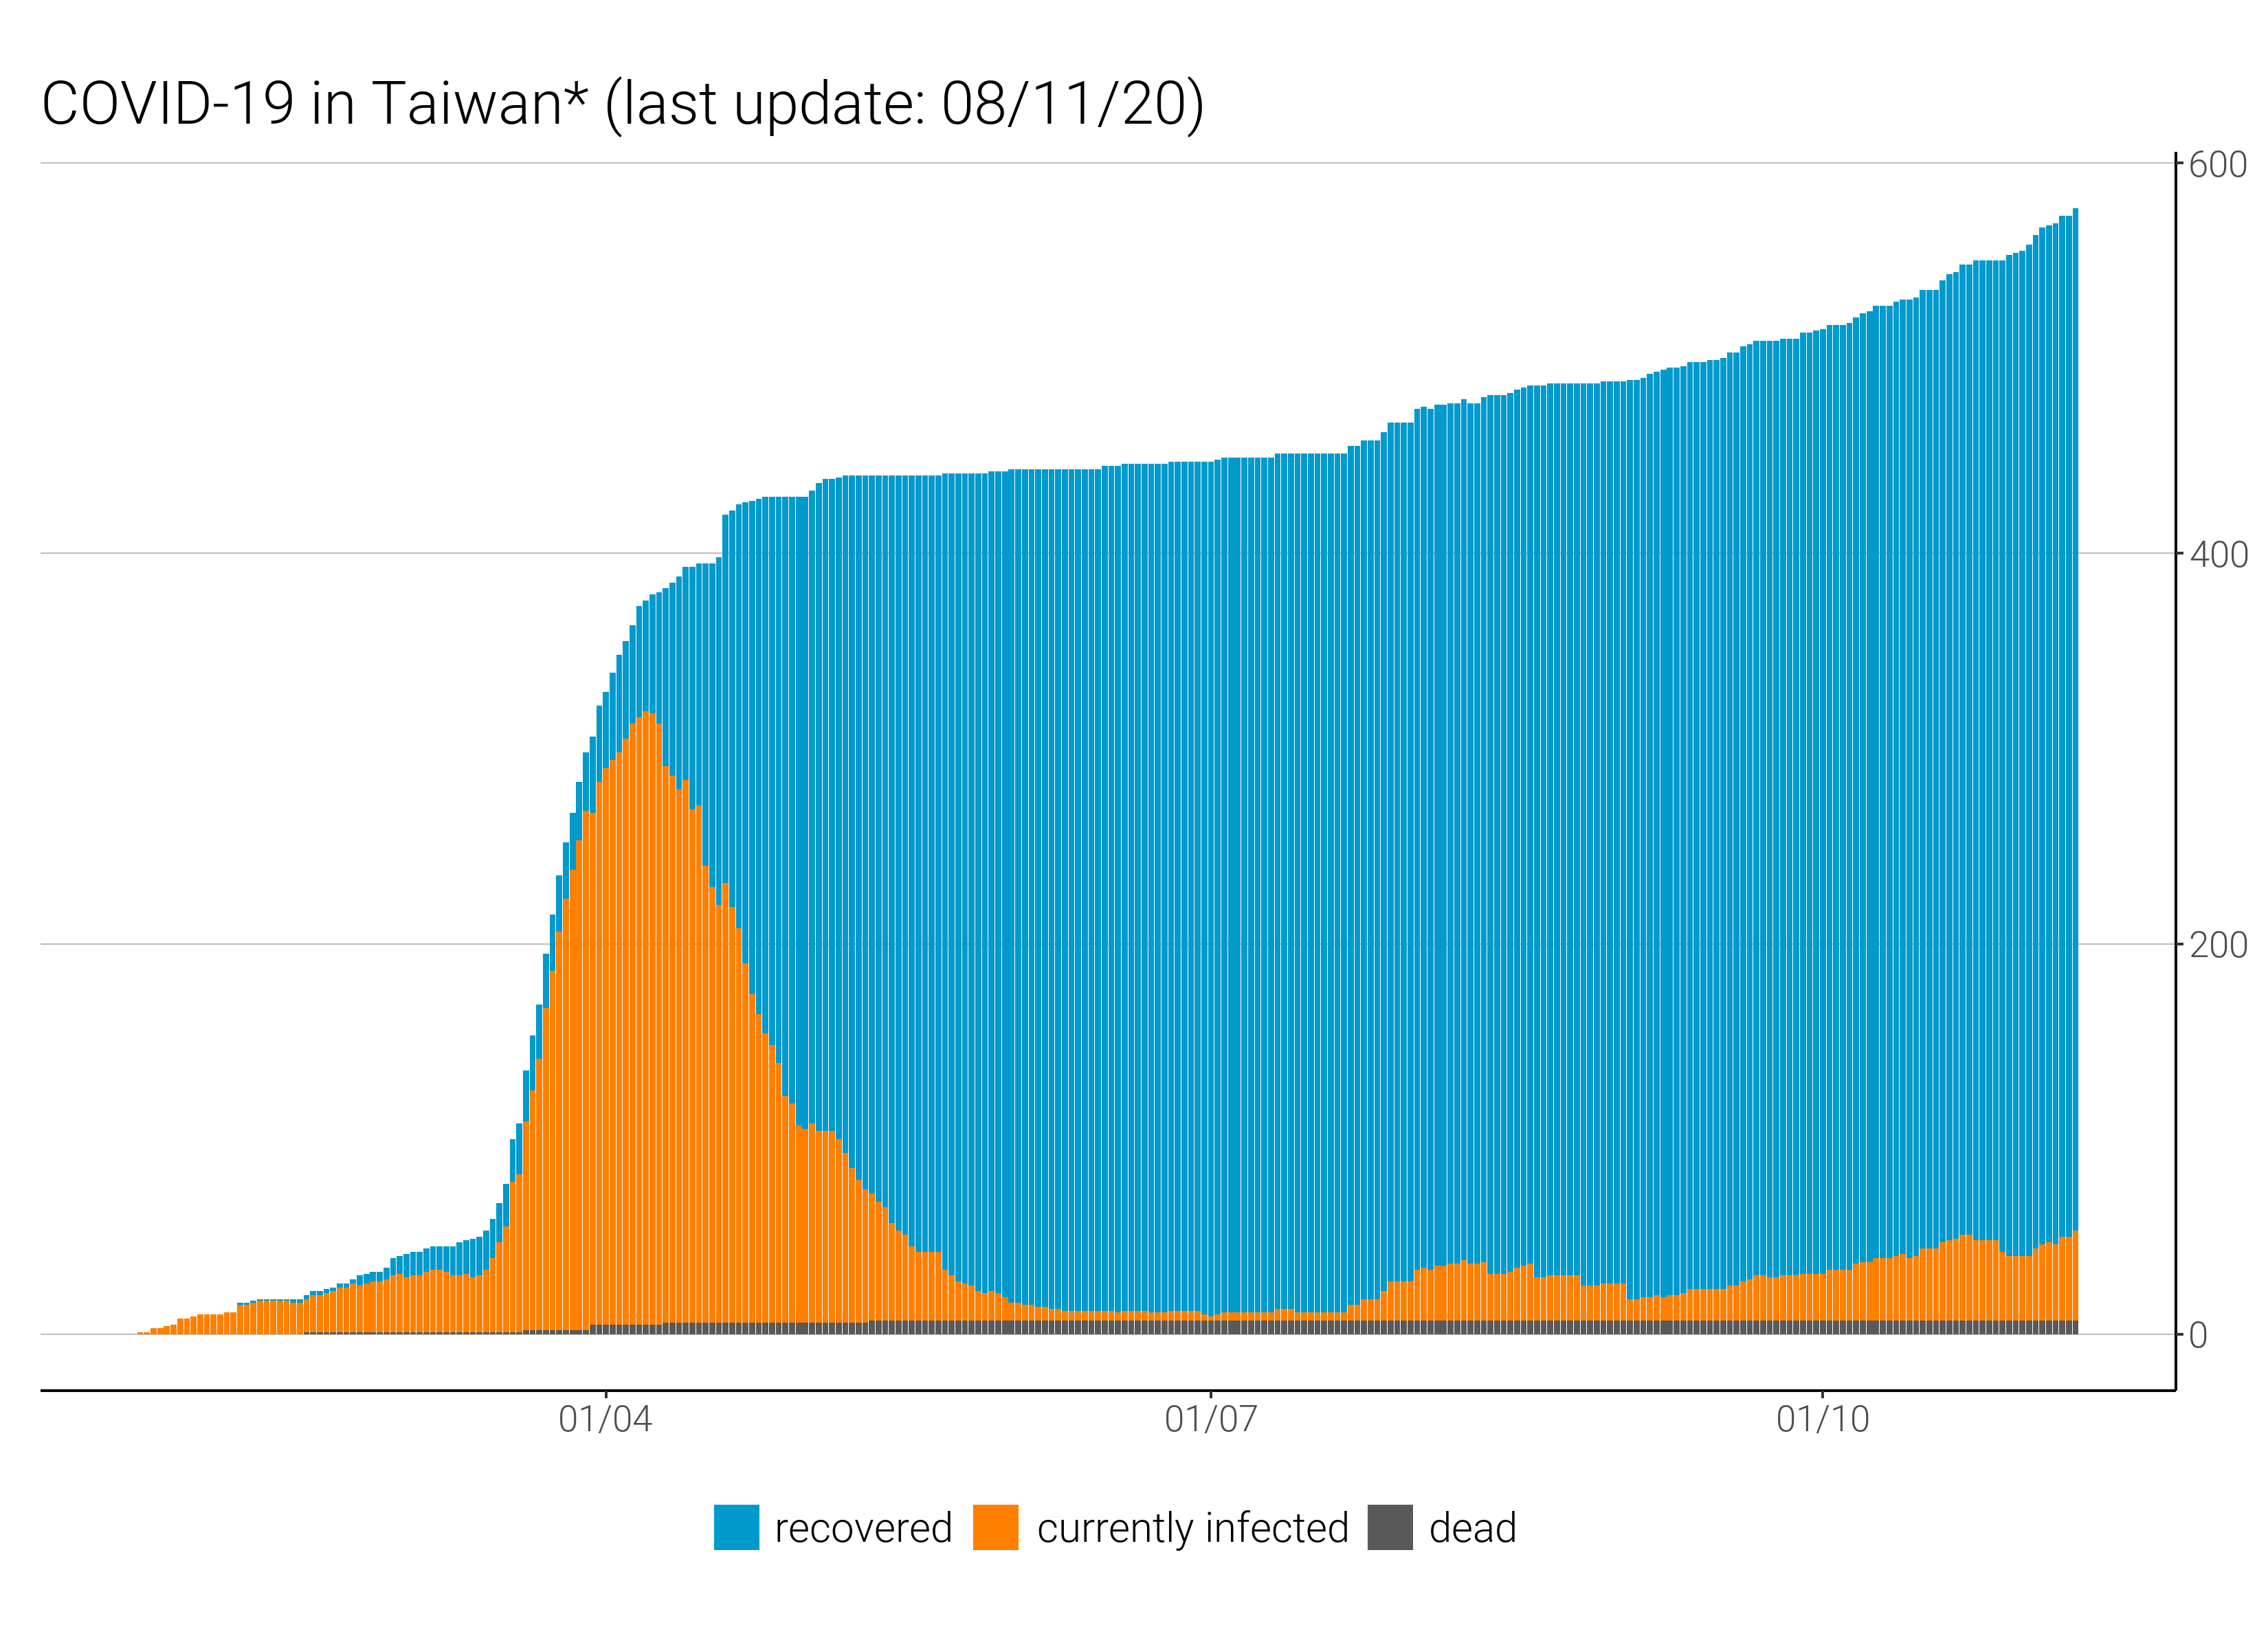 COVID-19 in Taiwan* (last update: 08/11/20)
600
400
200
0
01/04 01/07 01/10
recovered currently infected dead